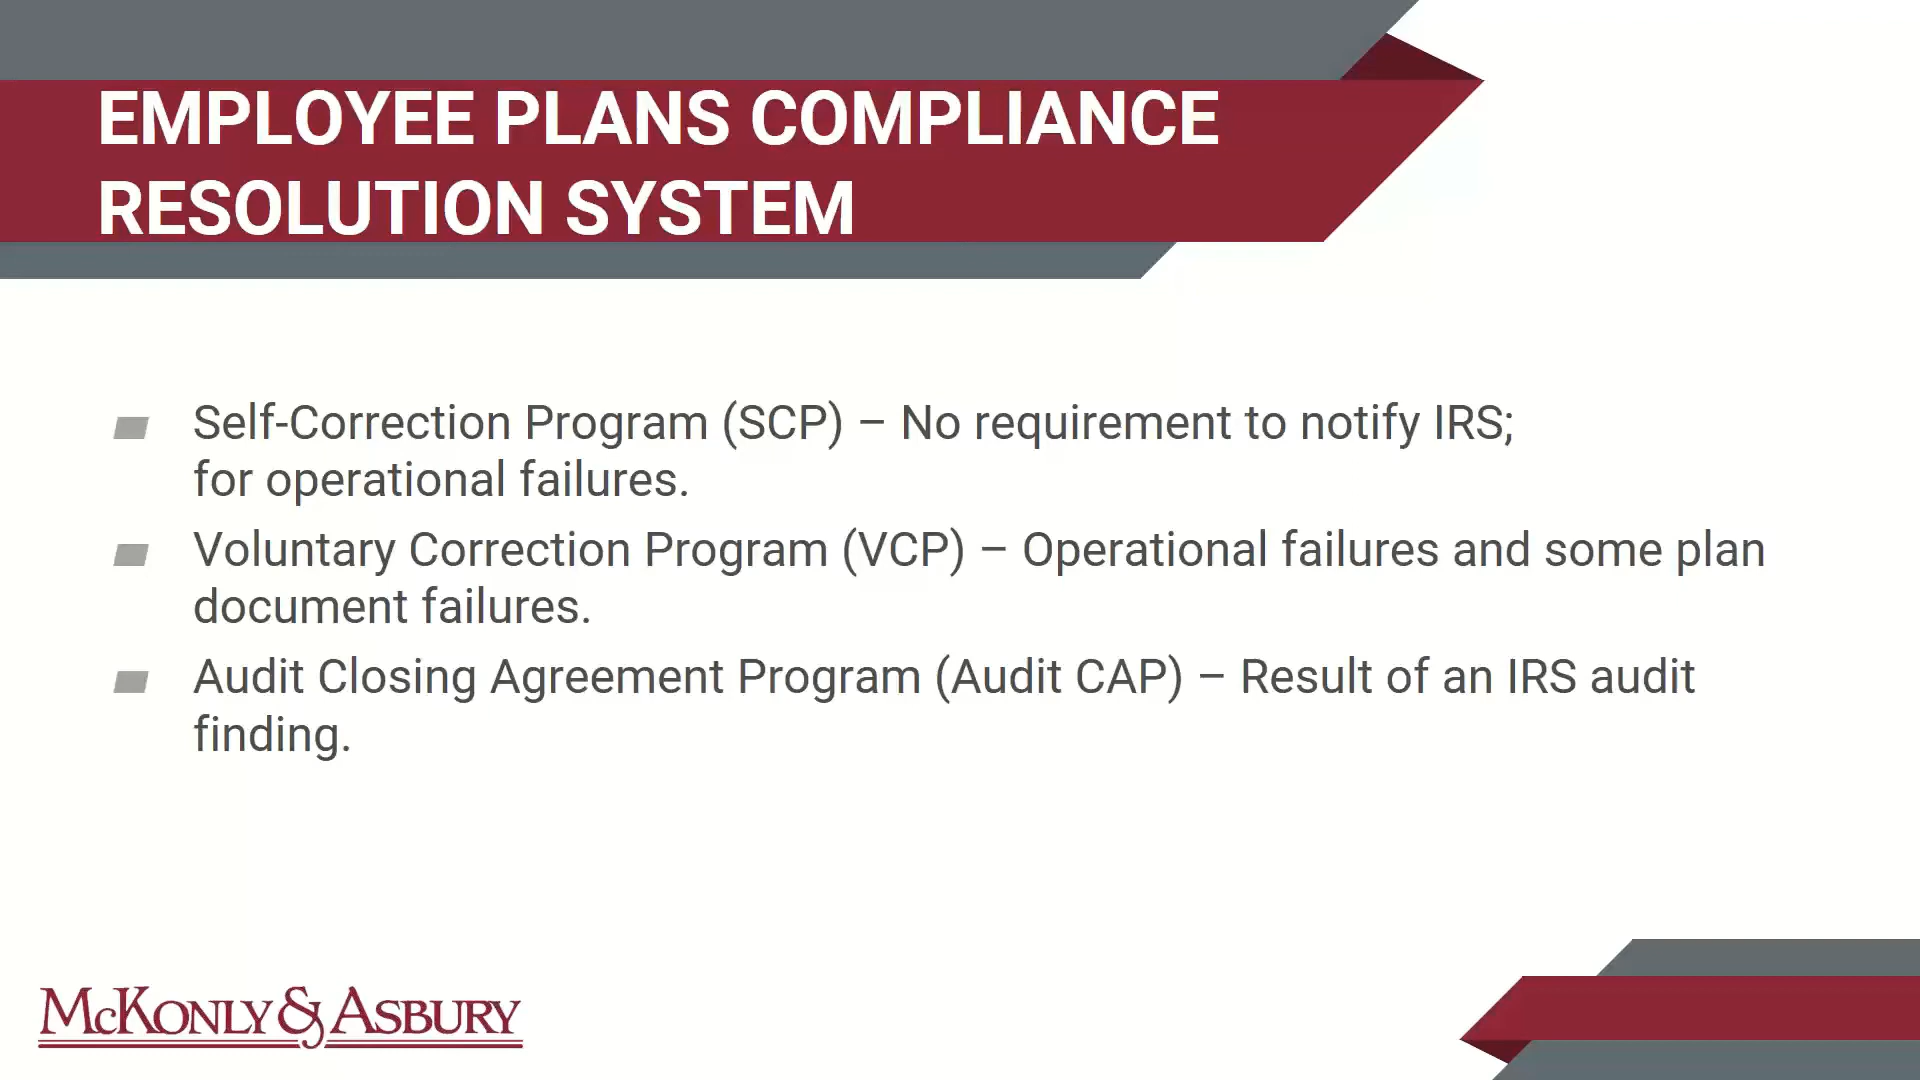 EMPLOYEE PLANS COMPLIANCE
RESOLUTION SYSTEM
Self-Correction Program (SCP) – No requirement to notify IRS;
for operational failures.
Voluntary Correction Program (VCP) – Operational failures and some plan
document failures.
Audit Closing Agreement Program (Audit CAP) – Result of an IRS audit
finding.
McKonly & Asbury